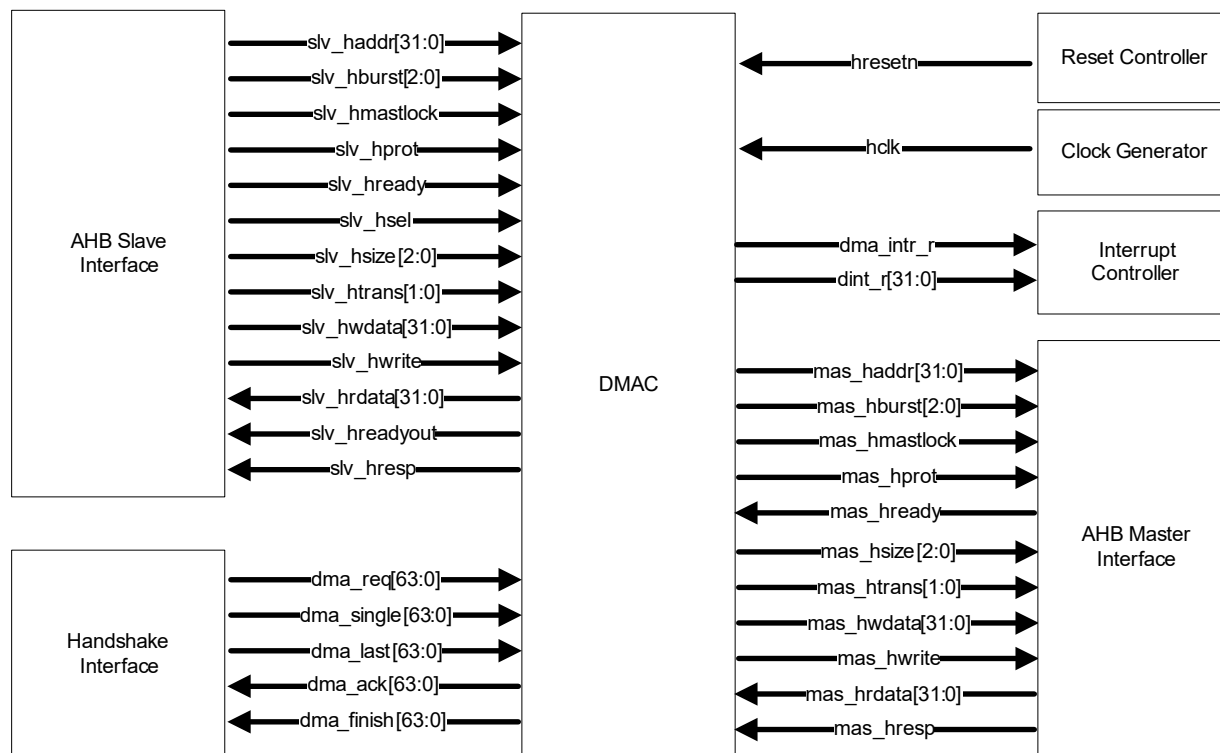 AHB Slave
Interface
slv_haddr[31:0]
slv_hburst[2:0]
slv_hmastlock
slv_hprot
slv_hready
slv_hsel
slv_hsize[2:0]
slv_htrans[1:0]
slv_hwdata[31:0]
slv_hwrite
slv_hrdata[31:0]
slv_hreadyout
slv_hresp
Handshake
Interface
dma_req[63:0]
dma_single[63:0]
dma_last[63:0]
dma_ack[63:0]
dma_finish[63:0]
DMAC
hresetn
Reset Controller
hclk
Clock Generator
dma_intr_r
dint_r[31:0]
Interrupt
Controller
mas_haddr[31:0]
mas_hburst[2:0]
mas_hmastlock
mas_hprot
mas_hready
mas_hsize[2:0]
mas_htrans[1:0]
mas_hwdata[31:0]
mas_hwrite
mas_hrdata[31:0]
mas_hresp
AHB Master
Interface